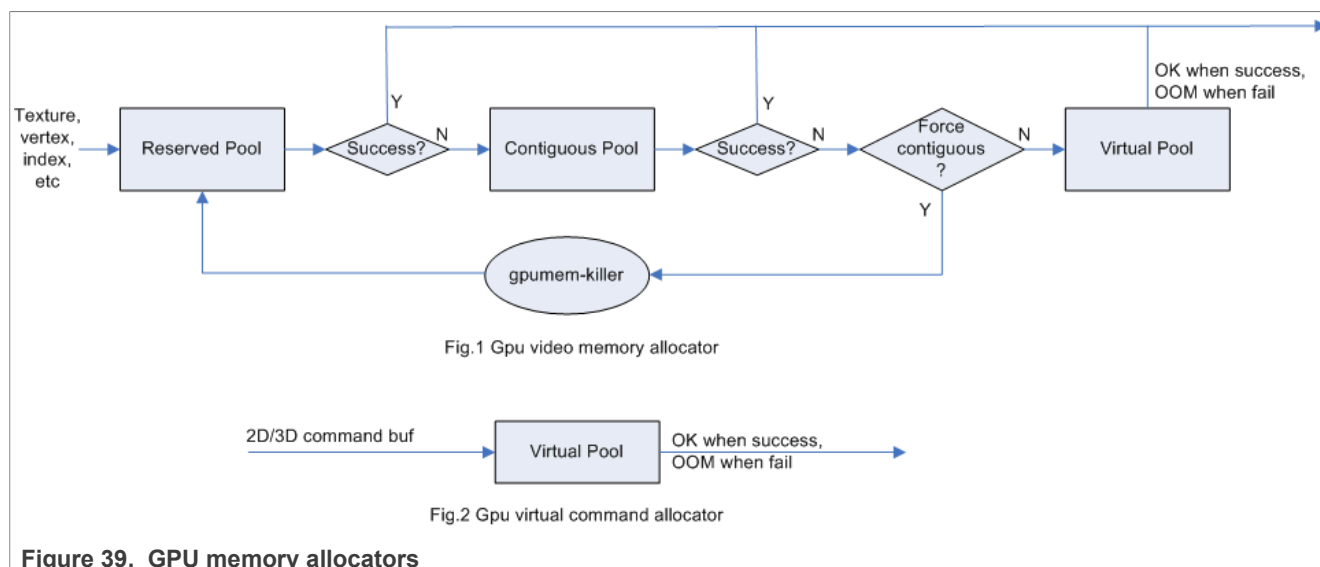 OK when success,
OOM when fail
Y
Y
Texture,
vertex,
index,
etc
Reserved Pool
Success?
N
Contiguous Pool
Success?
N
Force
contiguous
?
N
Virtual Pool
Y
gpumem-killer
Fig.1 Gpu video memory allocator
2D/3D command buf
Virtual Pool
OK when success,
OOM when fail
Fig.2 Gpu virtual command allocator
Figure 39. GPU memory allocators